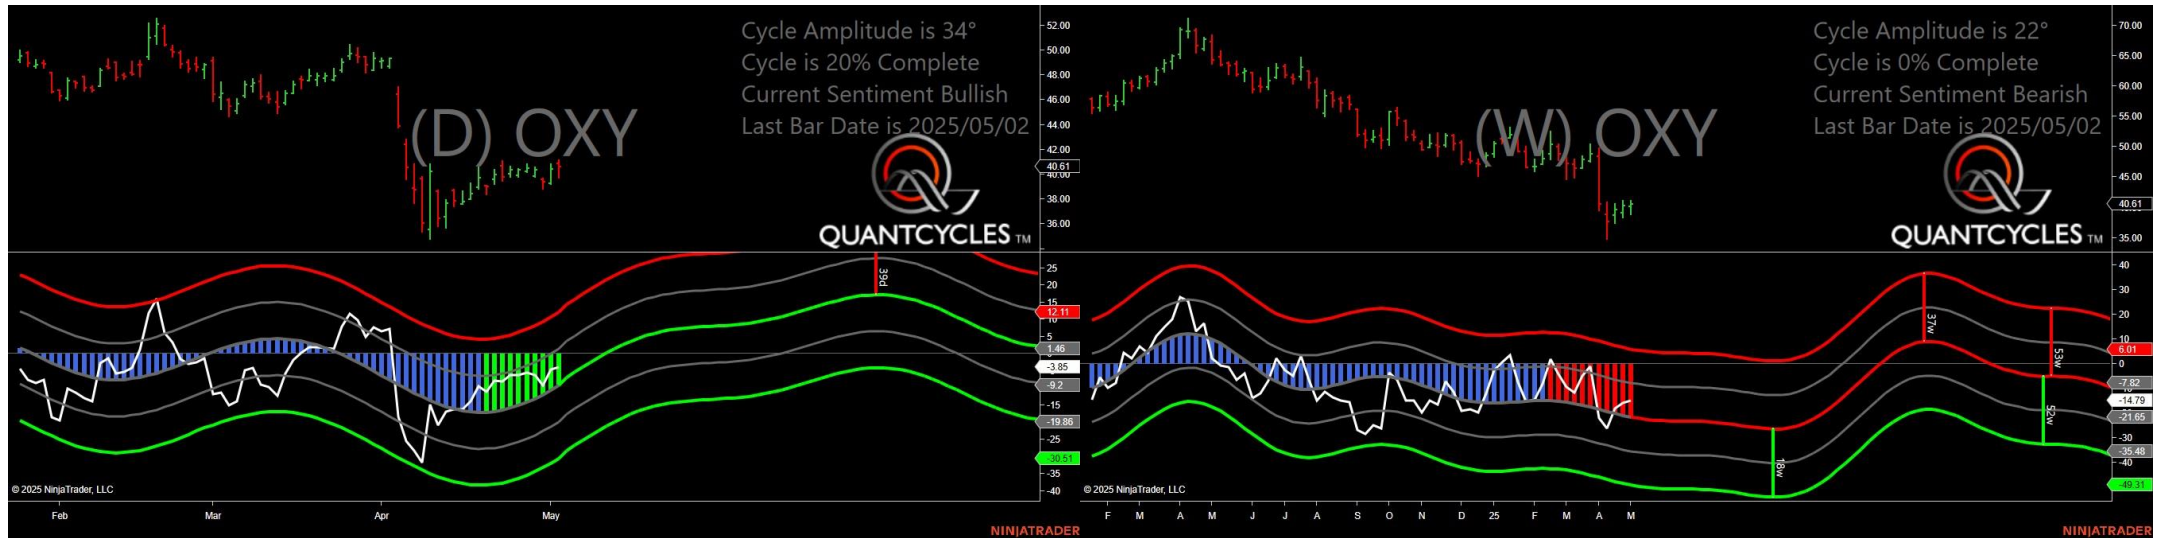 Cycle Amplitude is 34°
Cycle is 20% Complete
Current Sentiment Bullish
Last Bar Date is 2025/05/02
(D) OXY
QUANTCYCLES TM
52.00
50.00
48.00
46.00
44.00
42.00
40.61
40.00
38.00
36.00
39d
25
20
15
12.11
10
5
1.46
-3.85
-9.2
-15
-19.86
-25
-30.51
-35
-40
© 2025 NinjaTrader, LLC
Feb Mar Apr May
NINJATRADER
Cycle Amplitude is 22°
Cycle is 0% Complete
Current Sentiment Bearish
Last Bar Date is 2025/05/02
(W) OXY
QUANTCYCLES TM
70.00
65.00
60.00
55.00
50.00
45.00
40.61
35.00
37w
53w
52w
18w
40
30
20
10
6.01
0
-7.82
-14.79
-21.65
-30
-35.48
-40
-49.31
© 2025 NinjaTrader, LLC
F M A M J J A S O N D 25 F M A M
NINJATRADER